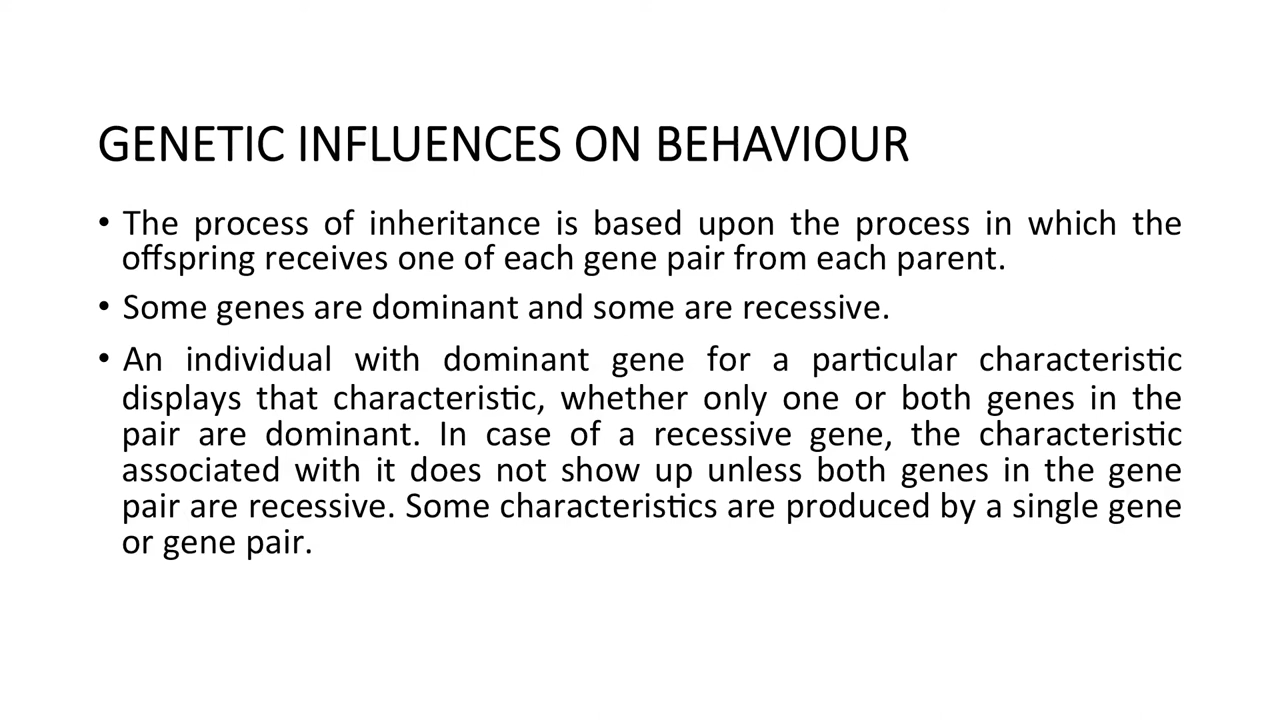 GENETIC INFLUENCES ON BEHAVIOUR
• The process of inheritance is based upon the process in which the
offspring receives one of each gene pair from each parent.
• Some genes are dominant and some are recessive.
• An individual with dominant gene for a particular characteristic
displays that characteristic, whether only one or both genes in the
pair are dominant. In case of a recessive gene, the characteristic
associated with it does not show up unless both genes in the gene
pair are recessive. Some characteristics are produced by a single gene
or gene pair.